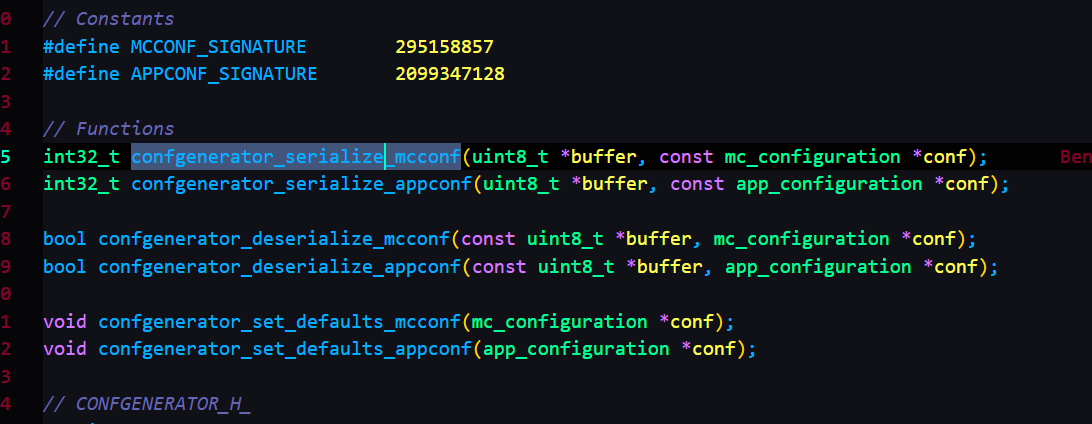 0 // Constants
1 #define MCCONF_SIGNATURE 295158857
2 #define APPCONF_SIGNATURE 2099347128
3
4 // Functions
5 int32_t confgenerator_serialize_mcconf(uint8_t *buffer, const mc_configuration *conf); Ben
6 int32_t confgenerator_serialize_appconf(uint8_t *buffer, const app_configuration *conf);
7
8 bool confgenerator_deserialize_mcconf(const uint8_t *buffer, mc_configuration *conf);
9 bool confgenerator_deserialize_appconf(const uint8_t *buffer, app_configuration *conf);
0
1 void confgenerator_set_defaults_mcconf(mc_configuration *conf);
2 void confgenerator_set_defaults_appconf(app_configuration *conf);
3
4 // CONFGENERATOR_H_